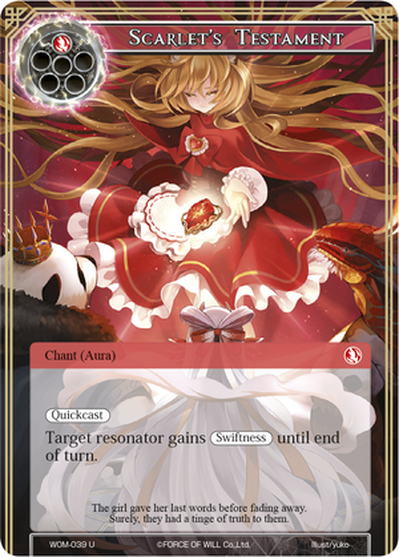 Scarlet's Testament
Chant (Aura)
Quickcast
Target resonator gains Swiftness until end
of turn.
The girl gave her last words before fading away.
Surely, they had a tinge of truth to them.
WOM-039 U ©FORCE OF WILL Co.,Ltd. Illust/yuko